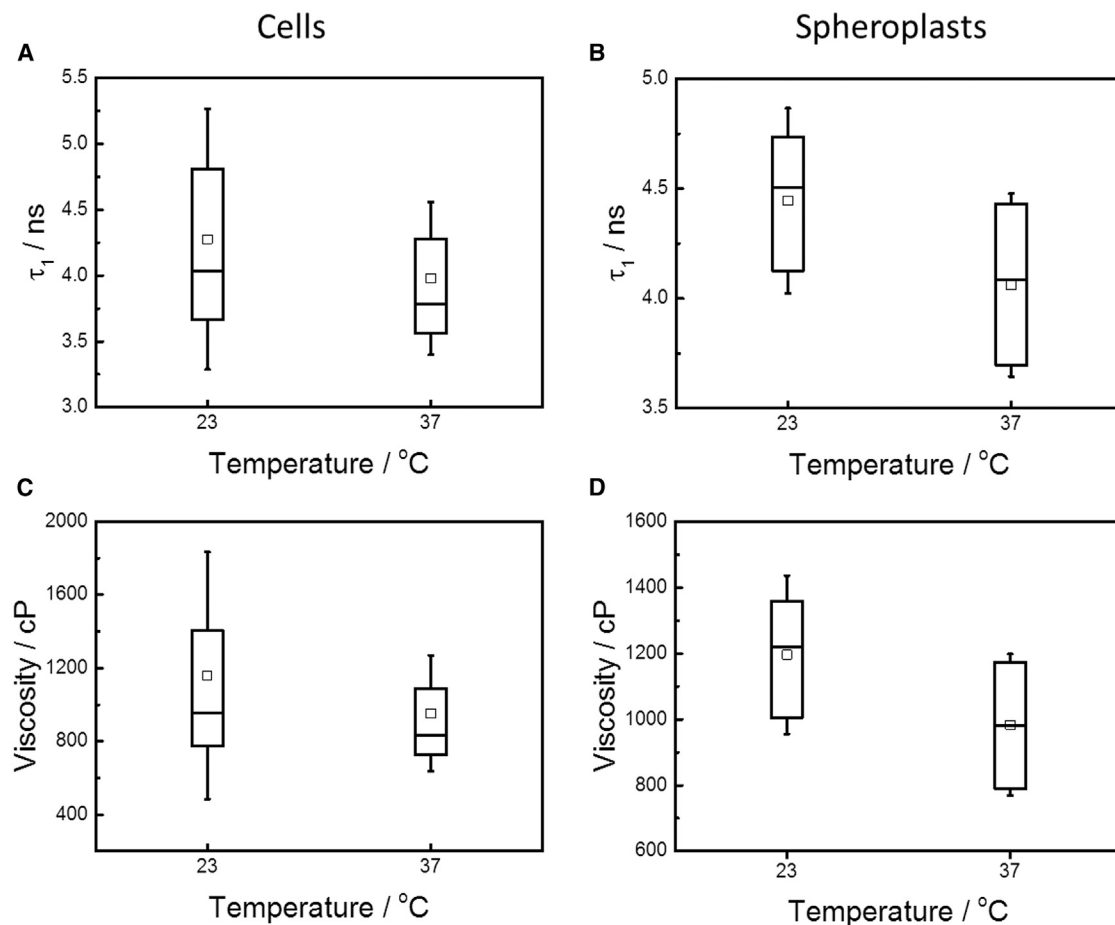 Cells
Spheroplasts
A
5.5
5.0
4.5
4.0
3.5
3.0
τ1 / ns
23
37
Temperature / °C
B
5.0
4.5
4.0
3.5
τ1 / ns
23
37
Temperature / °C
C
2000
1600
1200
800
400
Viscosity / cP
23
37
Temperature / °C
D
1600
1400
1200
1000
800
600
Viscosity / cP
23
37
Temperature / °C